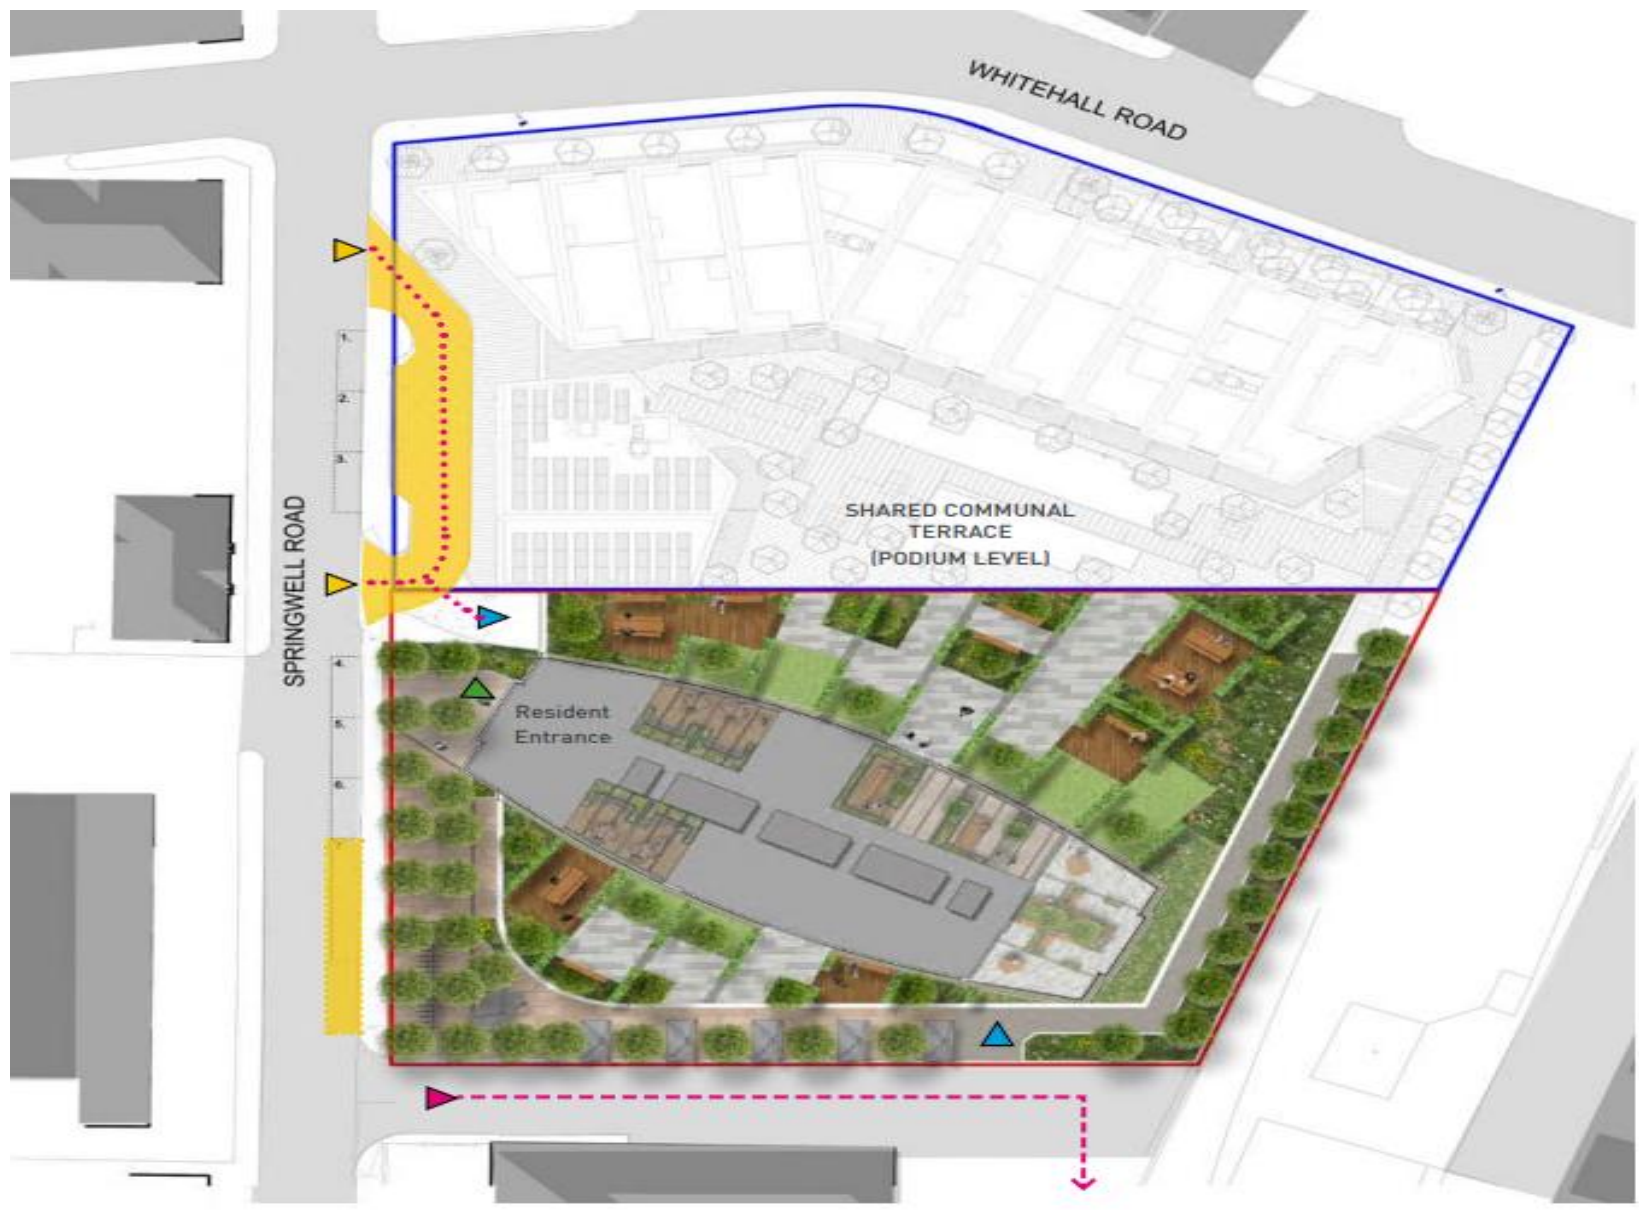 WHITEHALL ROAD
1.
2.
3.
SPRINGWELL ROAD
SHARED COMMUNAL
TERRACE
(PODIUM LEVEL)
4.
5.
6.
Resident
Entrance